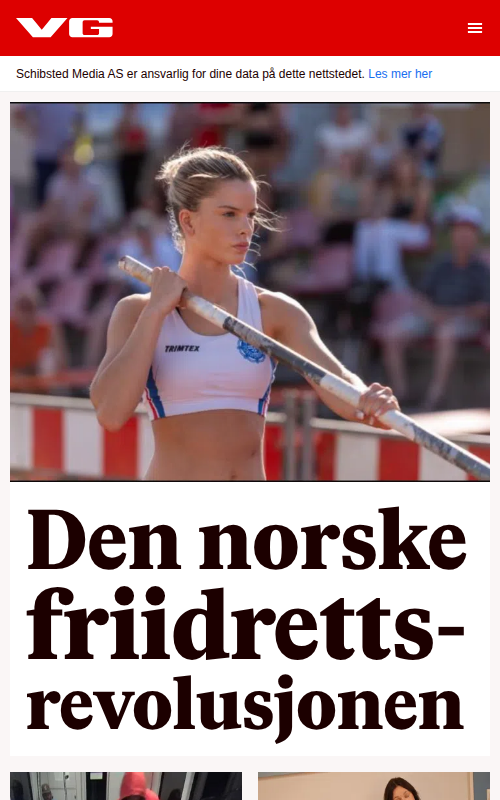 VG
Schibsted Media AS er ansvarlig for dine data på dette nettstedet. Les mer her
TRIMTEX
Den norske
friidretts-
revolusjonen